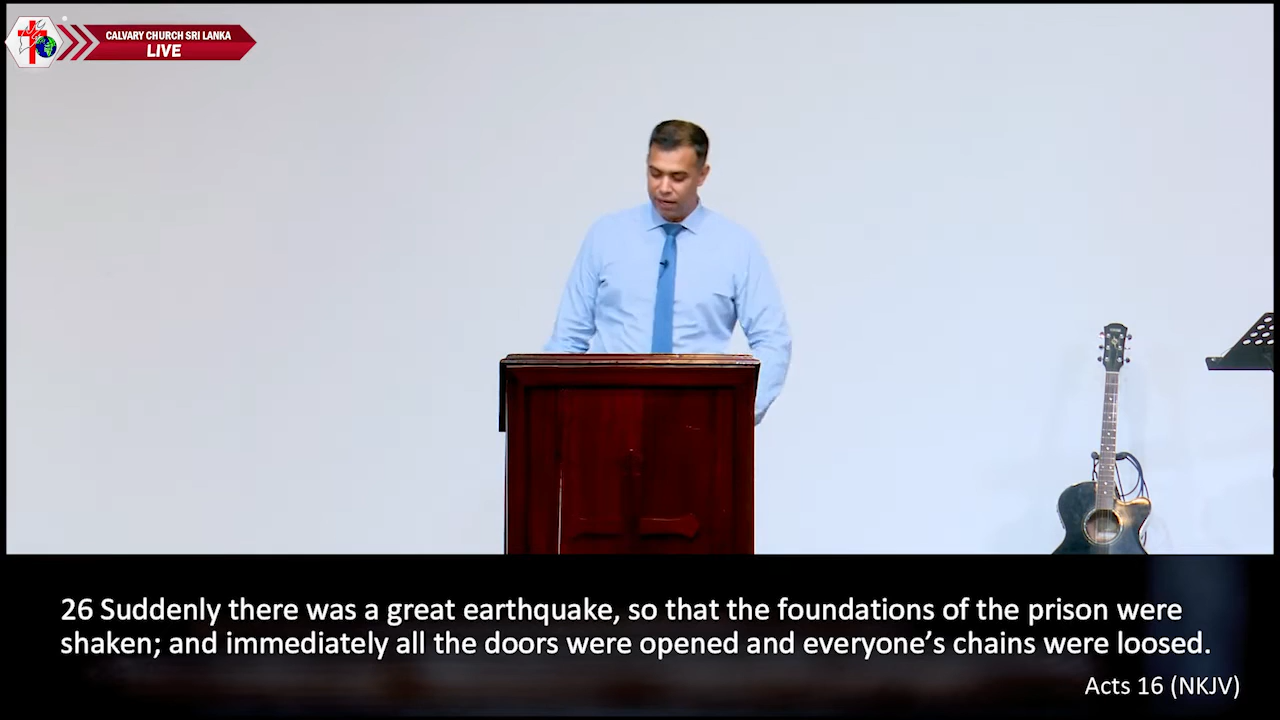 CALVARY CHURCH SRI LANKA
LIVE
26 Suddenly there was a great earthquake, so that the foundations of the prison were
shaken; and immediately all the doors were opened and everyone’s chains were loosed.
Acts 16 (NKJV)